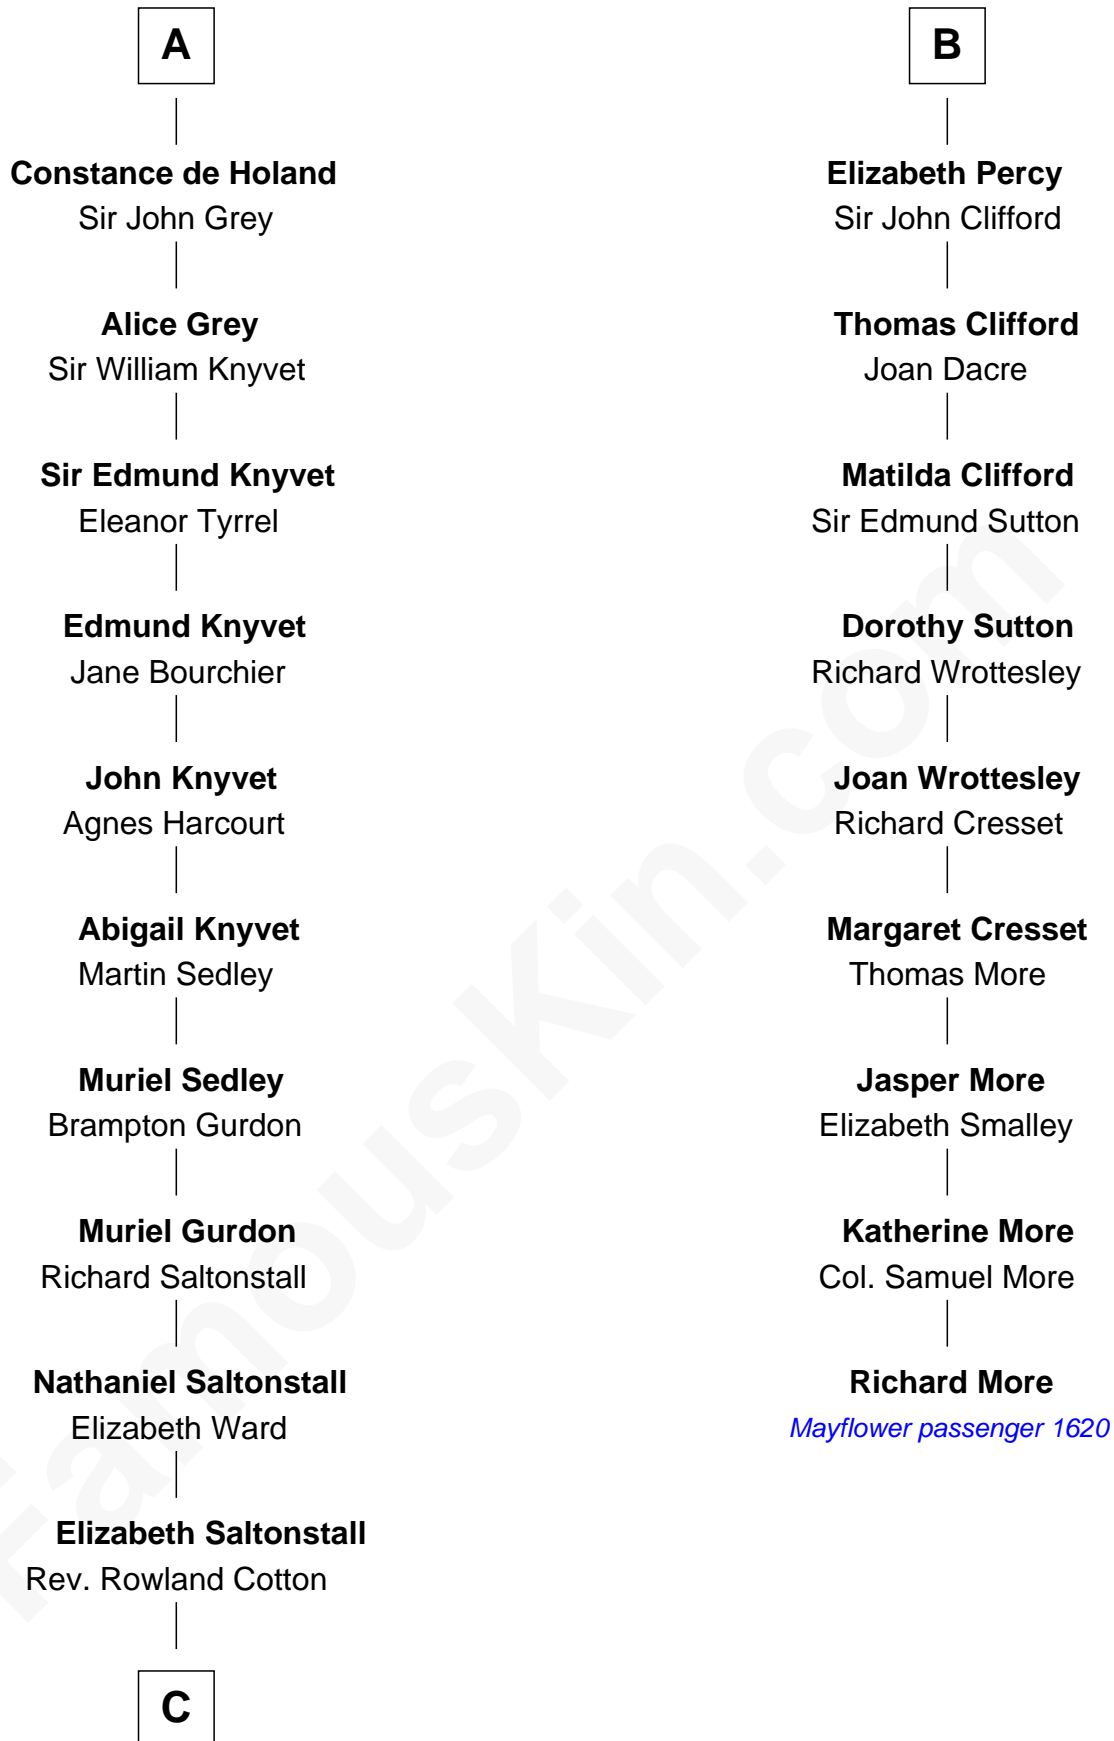 A
Constance de Holand
Sir John Grey
Alice Grey
Sir William Knyvet
Sir Edmund Knyvet
Eleanor Tyrrel
Edmund Knyvet
Jane Bourchier
John Knyvet
Agnes Harcourt
Abigail Knyvet
Martin Sedley
Muriel Sedley
Brampton Gurdon
Muriel Gurdon
Richard Saltonstall
Nathaniel Saltonstall
Elizabeth Ward
Elizabeth Saltonstall
Rev. Rowland Cotton
C
B
Elizabeth Percy
Sir John Clifford
Thomas Clifford
Joan Dacre
Matilda Clifford
Sir Edmund Sutton
Dorothy Sutton
Richard Wrottesley
Joan Wrottesley
Richard Cresset
Margaret Cresset
Thomas More
Jasper More
Elizabeth Smalley
Katherine More
Col. Samuel More
Richard More
Mayflower passenger 1620
FamousKin.com